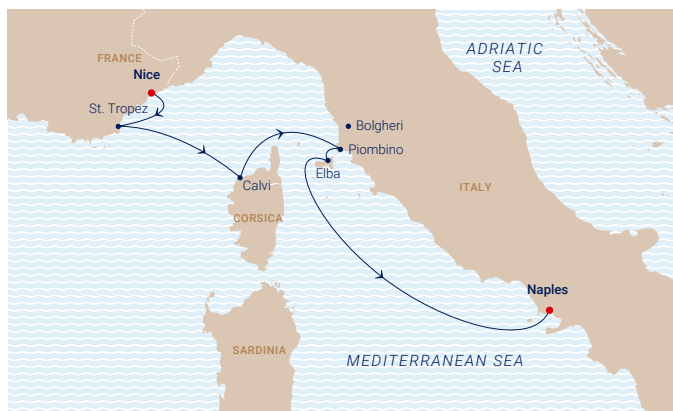 ADRIATIC
SEA
FRANCE
Nice
St. Tropez
Bolgheri
Piombino
Elba
Calvi
ITALY
CORSICA
Naples
SARDINIA
MEDITERRANEAN SEA